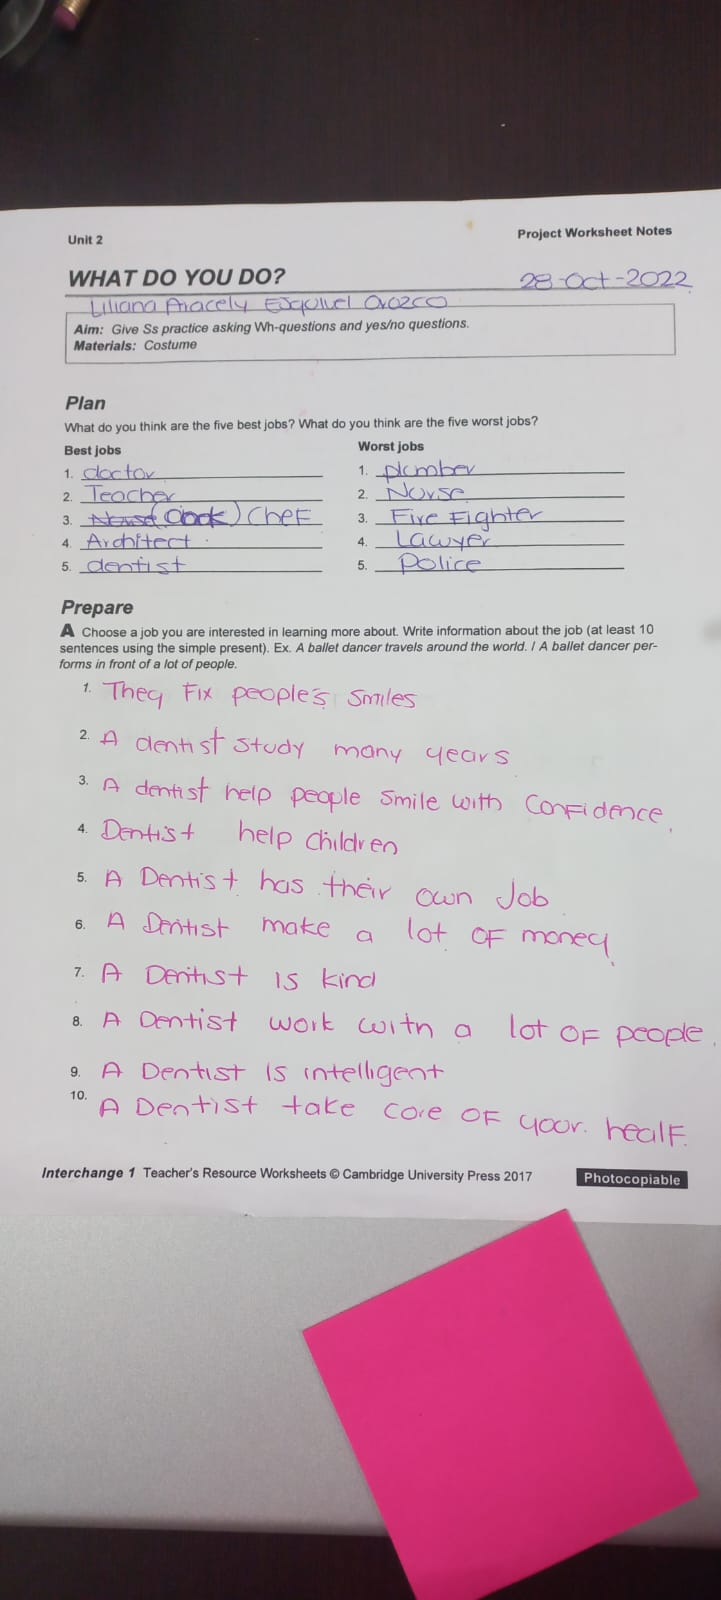 Unit 2
Project Worksheet Notes
WHAT DO YOU DO?
28-Oct-2022
Liliana Aracely Esquivel Orozco
Aim: Give Ss practice asking Wh-questions and yes/no questions.
Materials: Costume
Plan
What do you think are the five best jobs? What do you think are the five worst jobs?
Best jobs
1. doctor
2. Teacher
3. Nurse (Cook) CheF
4. Architect
5. dentist
Worst jobs
1. plomber
2. Nurse
3. Fire Fighter
4. Lawyer
5. Police
Prepare
A Choose a job you are interested in learning more about. Write information about the job (at least 10
sentences using the simple present). Ex. A ballet dancer travels around the world. / A ballet dancer per-
forms in front of a lot of people.
1. They Fix people's smiles
2. A dentist study many years
3. A dentist help people smile with Confidence.
4. Dentist help children
5. A Dentist has their own Job
6. A Dentist make a lot OF money.
7. A Dentist is kind
8. A Dentist work with a lot OF people.
9. A Dentist is intelligent
10. A Dentist take care OF your. healF.
Interchange 1 Teacher's Resource Worksheets © Cambridge University Press 2017
Photocopiable